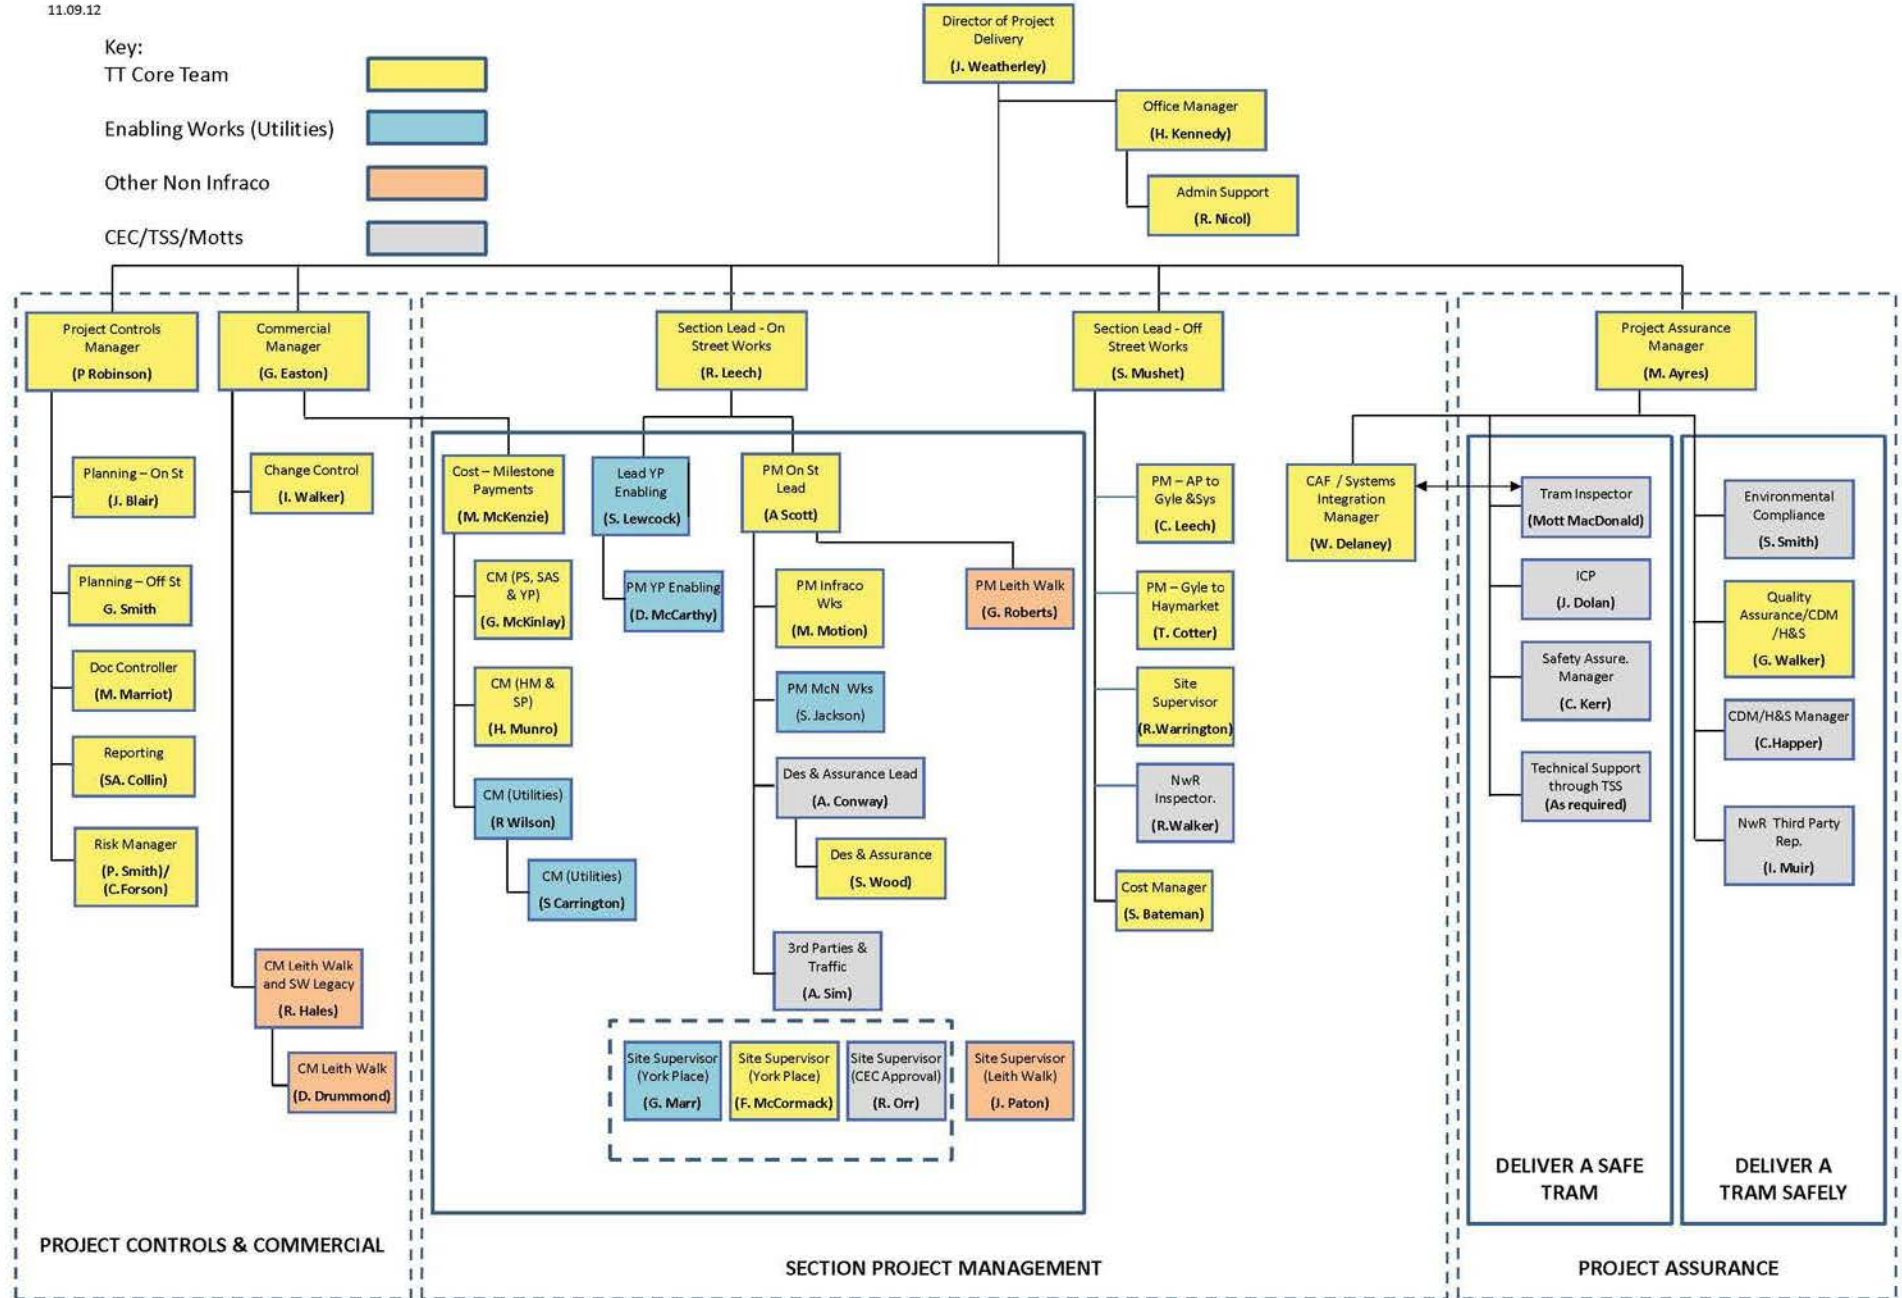 11.09.12
Key:
TT Core Team
Enabling Works (Utilities)
Other Non Infraco
CEC/TSS/Motts
Director of Project
Delivery
(J. Weatherley)
Office Manager
(H. Kennedy)
Admin Support
(R. Nicol)
Project Controls
Manager
(P Robinson)
Planning – On St
(J. Blair)
Planning – Off St
G. Smith
Doc Controller
(M. Marriot)
Reporting
(SA. Collin)
Risk Manager
(P. Smith)/
(C.Forson)
Commercial
Manager
(G. Easton)
Change Control
(I. Walker)
CM Leith Walk
and SW Legacy
(R. Hales)
CM Leith Walk
(D. Drummond)
PROJECT CONTROLS & COMMERCIAL
Section Lead - On
Street Works
(R. Leech)
Cost – Milestone
Payments
(M. McKenzie)
CM (PS, SAS
& YP)
(G. McKinlay)
CM (HM &
SP)
(H. Munro)
CM (Utilities)
(R Wilson)
CM (Utilities)
(S Carrington)
Lead YP
Enabling
(S. Lewcock)
PM YP Enabling
(D. McCarthy)
PM On St
Lead
(A Scott)
PM Infraco
Wks
(M. Motion)
PM McN Wks
(S. Jackson)
Des & Assurance Lead
(A. Conway)
Des & Assurance
(S. Wood)
3rd Parties &
Traffic
(A. Sim)
PM Leith Walk
(G. Roberts)
Site Supervisor
(York Place)
(G. Marr)
Site Supervisor
(York Place)
(F. McCormack)
Site Supervisor
(CEC Approval)
(R. Orr)
Site Supervisor
(Leith Walk)
(J. Paton)
Section Lead - Off
Street Works
(S. Mushet)
PM – AP to
Gyle &Sys
(C. Leech)
PM – Gyle to
Haymarket
(T. Cotter)
Site
Supervisor
(R.Warrington)
NwR
Inspector.
(R.Walker)
Cost Manager
(S. Bateman)
SECTION PROJECT MANAGEMENT
Project Assurance
Manager
(M. Ayres)
CAF / Systems
Integration
Manager
(W. Delaney)
Tram Inspector
(Mott MacDonald)
ICP
(J. Dolan)
Safety Assure.
Manager
(C. Kerr)
Technical Support
through TSS
(As required)
DELIVER A SAFE
TRAM
Environmental
Compliance
(S. Smith)
Quality
Assurance/CDM
/H&S
(G. Walker)
CDM/H&S Manager
(C.Happer)
NwR Third Party
Rep.
(I. Muir)
DELIVER A
TRAM SAFELY
PROJECT ASSURANCE